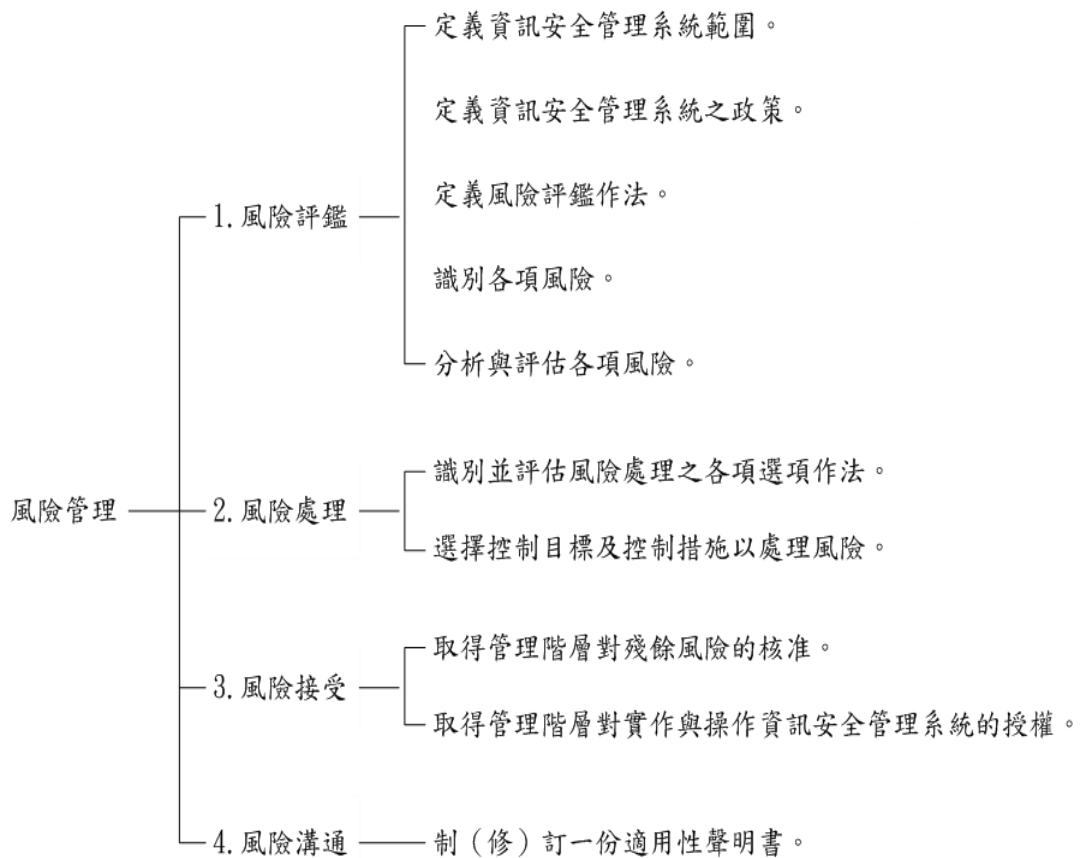 定義資訊安全管理系統範圍。
定義資訊安全管理系統之政策。
定義風險評鑑作法。
1.風險評鑑
識別各項風險。
分析與評估各項風險。
識別並評估風險處理之各項選項作法。
風險管理
2.風險處理
選擇控制目標及控制措施以處理風險。
取得管理階層對殘餘風險的核准。
3.風險接受
取得管理階層對實作與操作資訊安全管理系統的授權。
4.風險溝通
制（修）訂一份適用性聲明書。